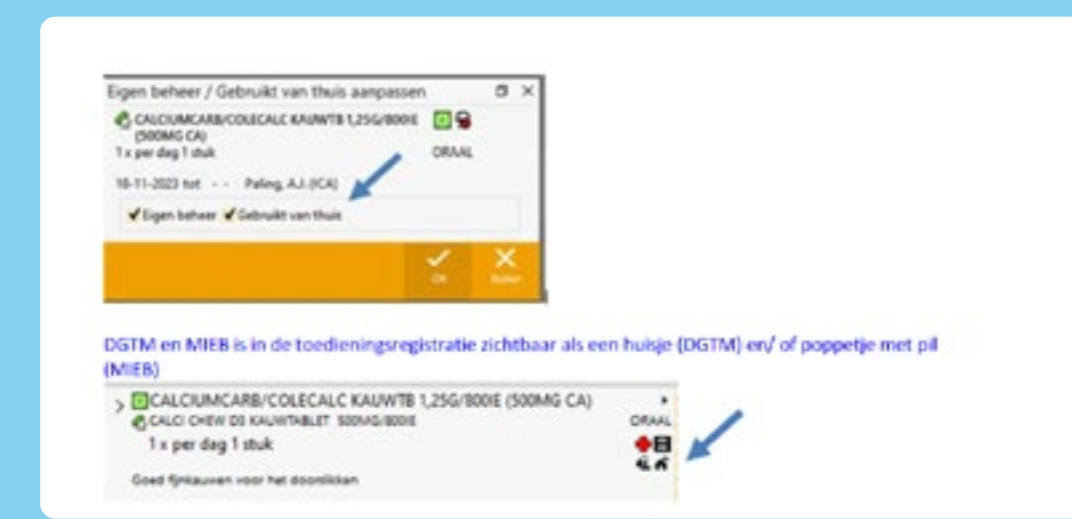 Eigen beheer / Gebruikt van thuis aanpassen
CALCIUMCARB/COLECALC KAUWTB 1,25G/800IE
(500MG CA)
1 x per dag 1 stuk ORAAL
18-11-2023 tot - - Paling, A.J. (ICA)
Eigen beheer Gebruikt van thuis
OK Sluiten
DGTM en MIEB is in de toedieningsregistratie zichtbaar als een huisje (DGTM) en/ of poppetje met pil
(MIEB)
CALCIUMCARB/COLECALC KAUWTB 1,25G/800IE (500MG CA)
CALCI CHEW D3 KAUWTABLET 500MG/800IE ORAAL
1 x per dag 1 stuk
Goed fijnkauwen voor het doorslikken